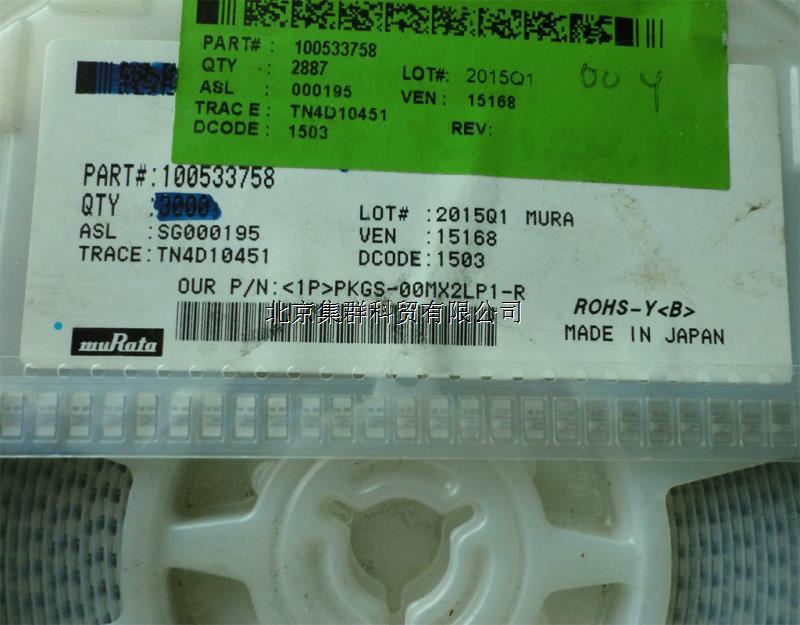 PART# : 100533758
QTY : 2887
ASL : 000195
TRACE : TN4D10451
DCODE : 1503
LOT#: 2015Q1
VEN : 15168
REV:
PART#:100533758
QTY :3000
ASL :SG000195
TRACE:TN4D10451
LOT# :2015Q1 MURA
VEN :15168
DCODE:1503
OUR P/N:<1P>PKGS-00MX2LP1-R
北京集群科贸有限公司
muRata
ROHS-Y<B>
MADE IN JAPAN